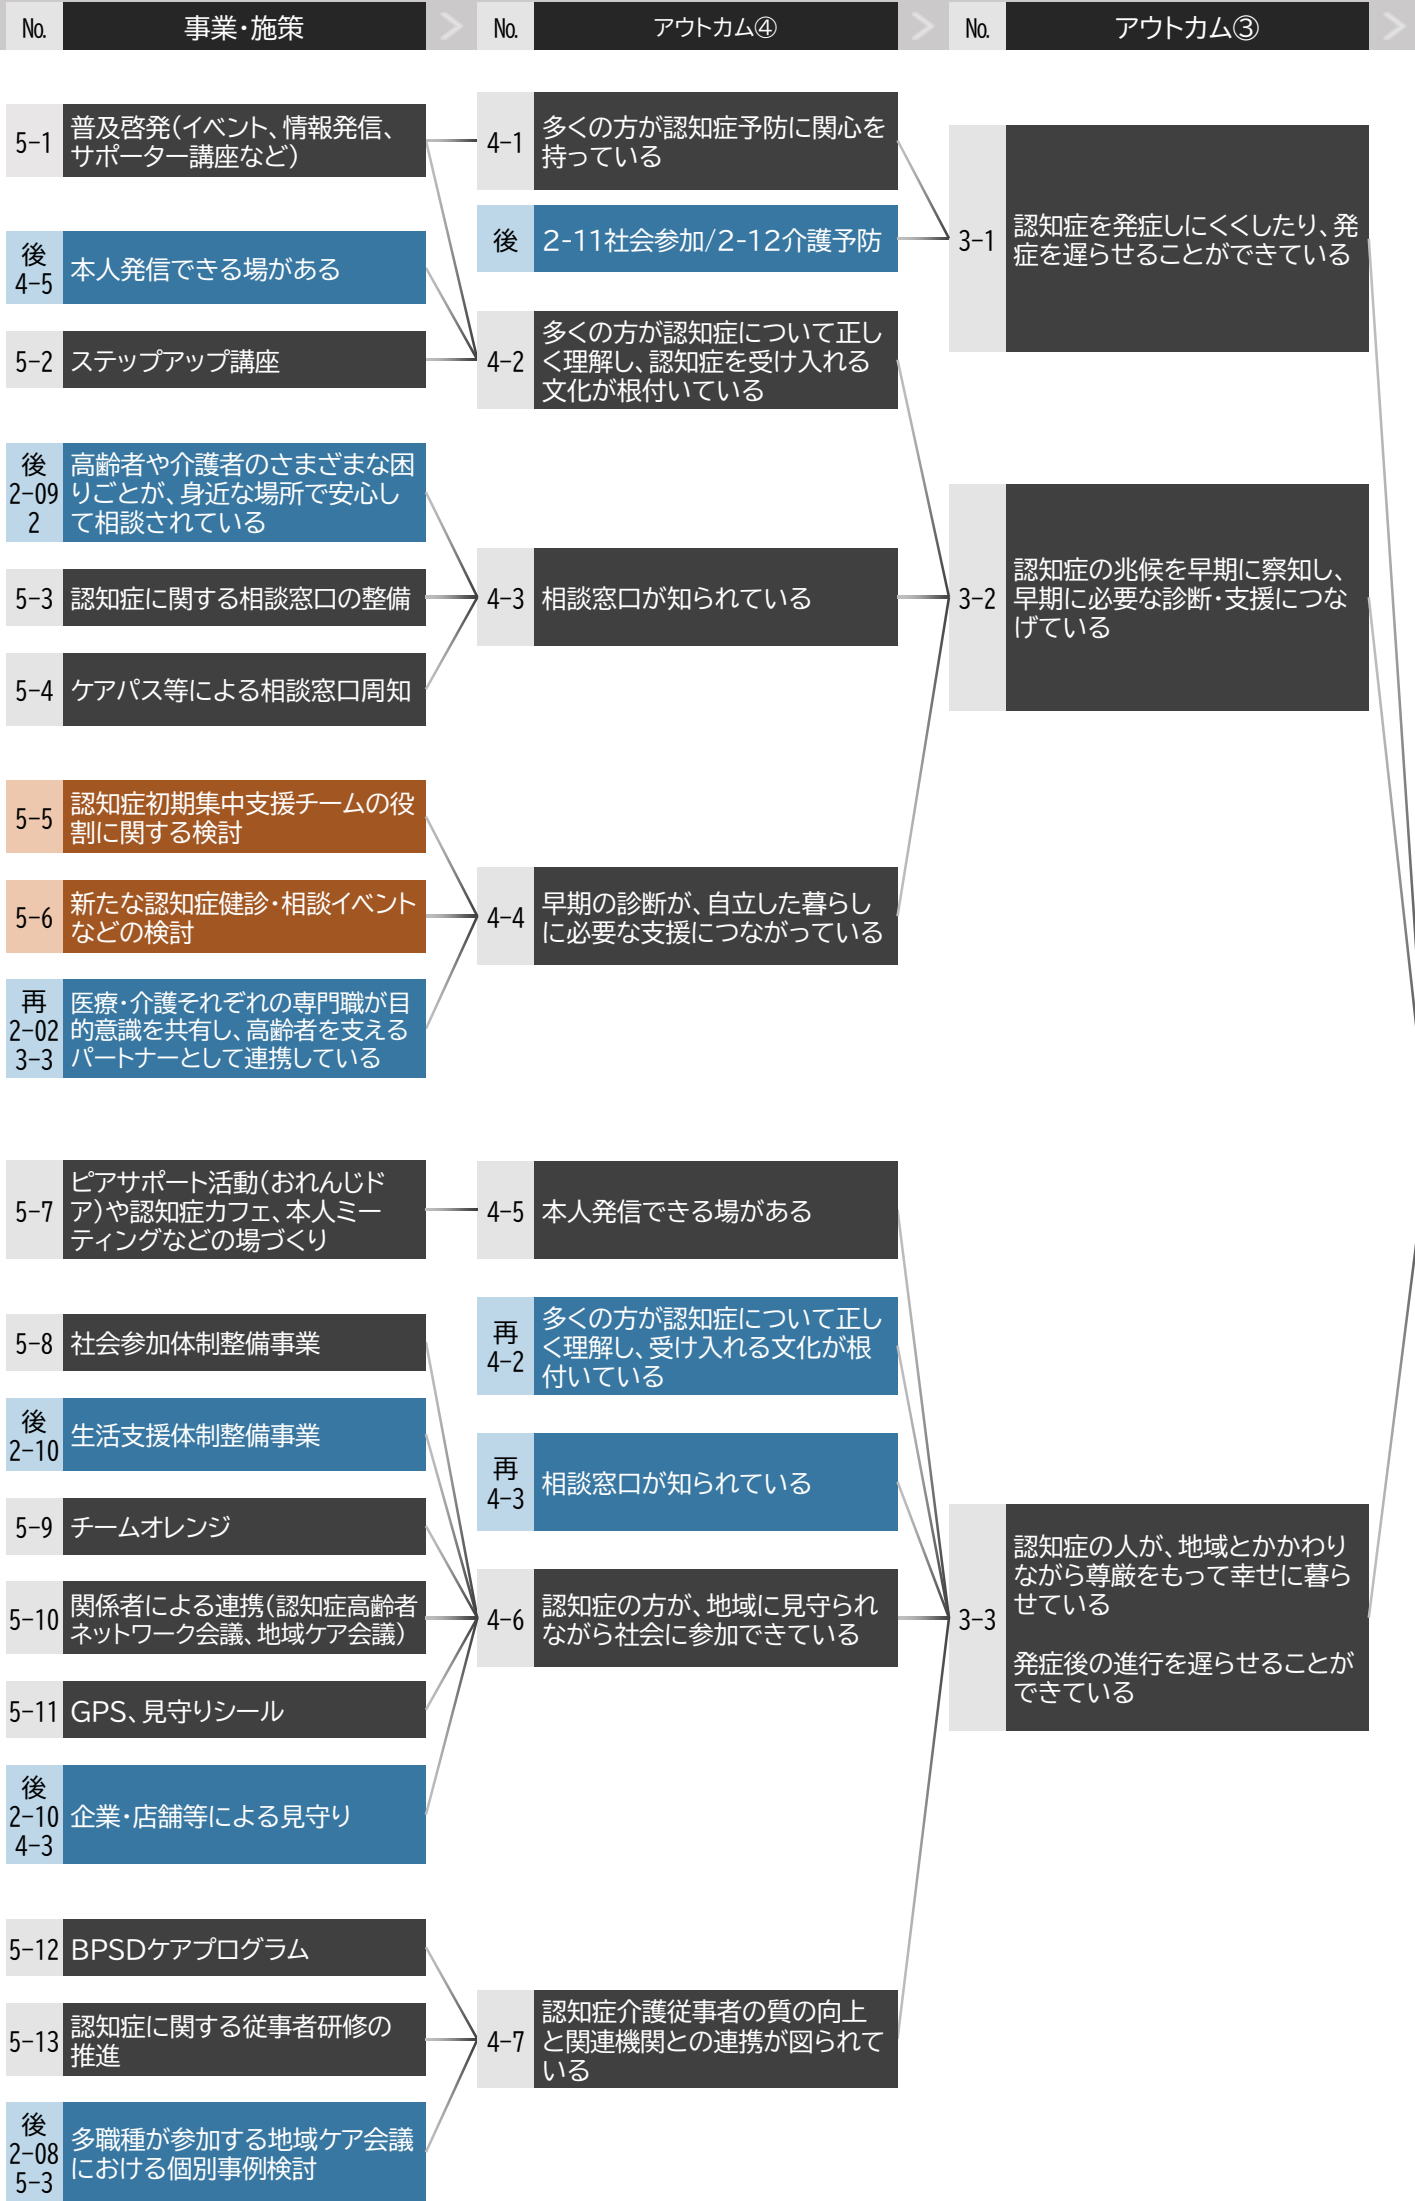 No. 事業・施策 No. アウトカム④ No. アウトカム③
5-1
普及啓発(イベント、情報発信、
サポーター講座など)
後
4-5
本人発信できる場がある
5-2
ステップアップ講座
後
2-09
2
高齢者や介護者のさまざまな困
りごとが、身近な場所で安心し
て相談されている
5-3
認知症に関する相談窓口の整備
5-4
ケアパス等による相談窓口周知
5-5
認知症初期集中支援チームの役
割に関する検討
5-6
新たな認知症健診・相談イベント
などの検討
再
2-02
3-3
医療・介護それぞれの専門職が目
的意識を共有し、高齢者を支える
パートナーとして連携している
5-7
ピアサポート活動(おれんじド
ア)や認知症カフェ、本人ミー
ティングなどの場づくり
5-8
社会参加体制整備事業
後
2-10
生活支援体制整備事業
5-9
チームオレンジ
5-10
関係者による連携(認知症高齢者
ネットワーク会議、地域ケア会議)
5-11
GPS、見守りシール
後
2-10
4-3
企業・店舗等による見守り
5-12
BPSDケアプログラム
5-13
認知症に関する従事者研修の
推進
後
2-08
5-3
多職種が参加する地域ケア会議
における個別事例検討
4-1
多くの方が認知症予防に関心を
持っている
後
2-11社会参加/2-12介護予防
4-2
多くの方が認知症について正し
く理解し、認知症を受け入れる
文化が根付いている
4-3
相談窓口が知られている
4-4
早期の診断が、自立した暮らし
に必要な支援につながっている
4-5
本人発信できる場がある
再
4-2
多くの方が認知症について正し
く理解し、受け入れる文化が根
付いている
再
4-3
相談窓口が知られている
4-6
認知症の方が、地域に見守られ
ながら社会に参加できている
4-7
認知症介護従事者の質の向上
と関連機関との連携が図られて
いる
3-1
認知症を発症しにくくしたり、発
症を遅らせることができている
3-2
認知症の兆候を早期に察知し、
早期に必要な診断・支援につな
げている
3-3
認知症の人が、地域とかかわり
ながら尊厳をもって幸せに暮ら
せている
発症後の進行を遅らせることが
できている